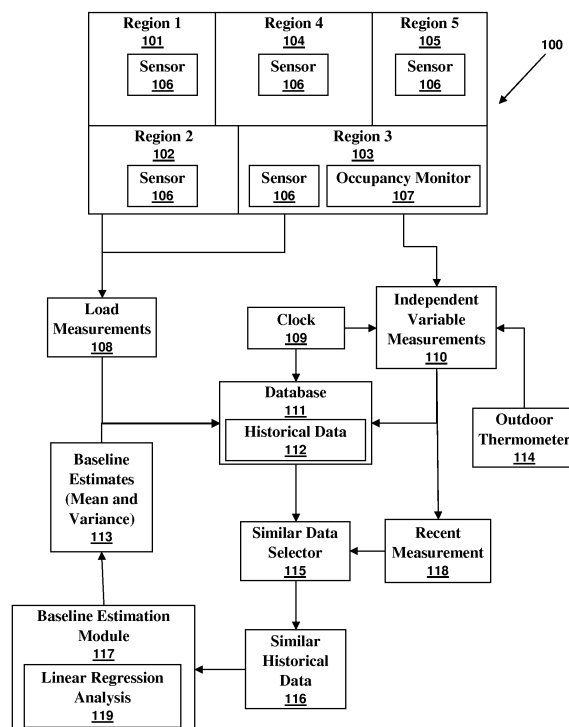 Region 1
101
Sensor
106
Region 4
104
Sensor
106
Region 5
105
Sensor
106
100
Region 2
102
Sensor
106
Region 3
103
Sensor
106
Occupancy Monitor
107
Load
Measurements
108
Clock
109
Independent
Variable
Measurements
110
Database
111
Historical Data
112
Outdoor
Thermometer
114
Baseline
Estimates
(Mean and
Variance)
113
Similar Data
Selector
115
Recent
Measurement
118
Baseline Estimation
Module
117
Linear Regression
Analysis
119
Similar
Historical
Data
116